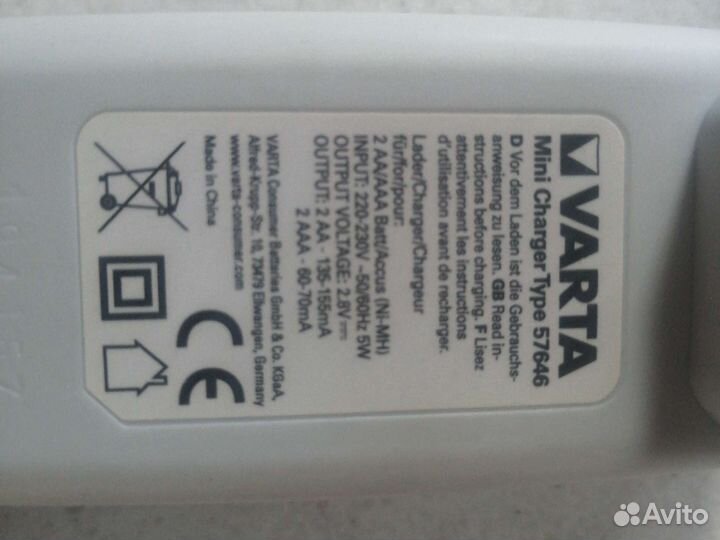 VARTA
Mini Charger Type 57646
D Vor dem Laden ist die Gebrauchs-
anweisung zu lesen. GB Read in-
structions before charging. F Lisez
attentivement les instructions
d'utilisation avant de recharger.
Lader/Charger/Chargeur
für/for/pour:
2 AA/AAA Batt/Accus (Ni-MH)
INPUT: 220-230V ~50/60Hz 5W
OUTPUT VOLTAGE: 2.8V
OUTPUT: 2 AA - 135-155mA
2 AAA - 60-70mA
VARTA Consumer Batteries GmbH & Co. KGaA,
Alfred-Krupp-Str. 10, 73479 Ellwangen, Germany
www.varta-consumer.com
Made in China
CE
Avito